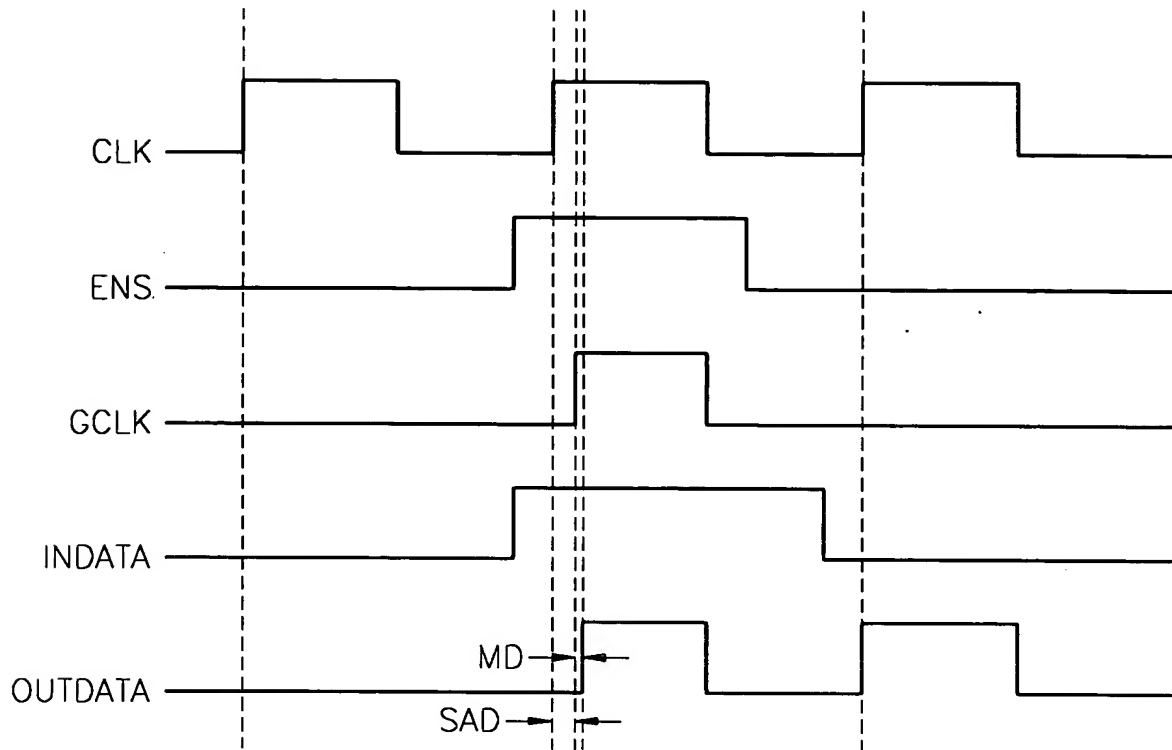 CLK
ENS.
GCLK
INDATA
MD
OUTDATA
SAD